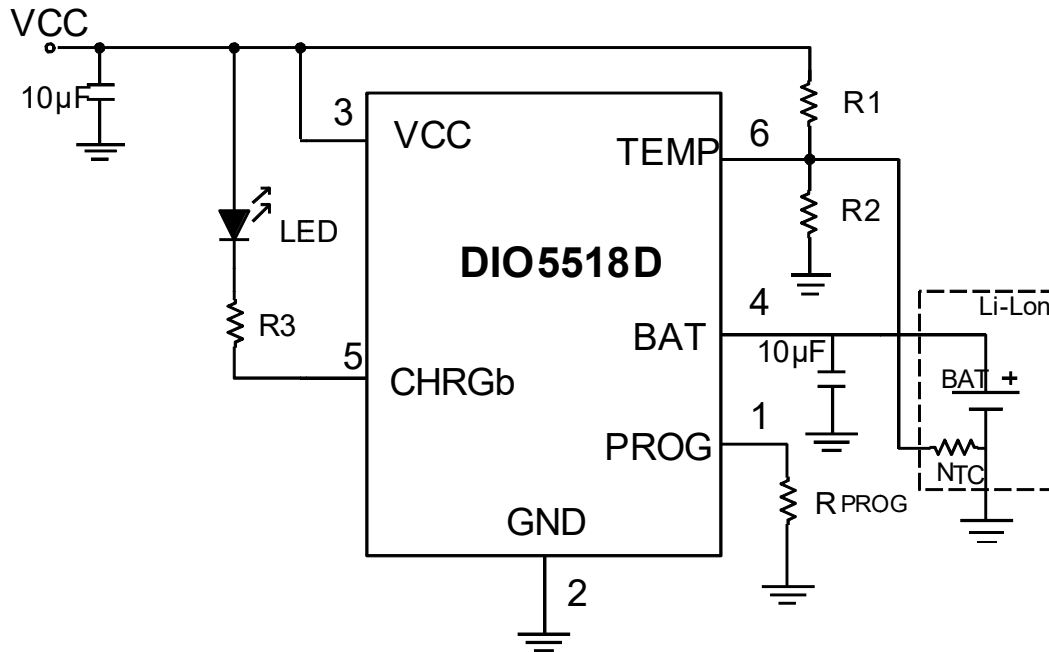 VCC
10µF
3
VCC
TEMP
6
R1
R2
LED
DIO5518D
4
Li-Lon
R3
5
CHRGb
BAT
10µF
BAT +
1
PROG
NTC
RPROG
GND
2